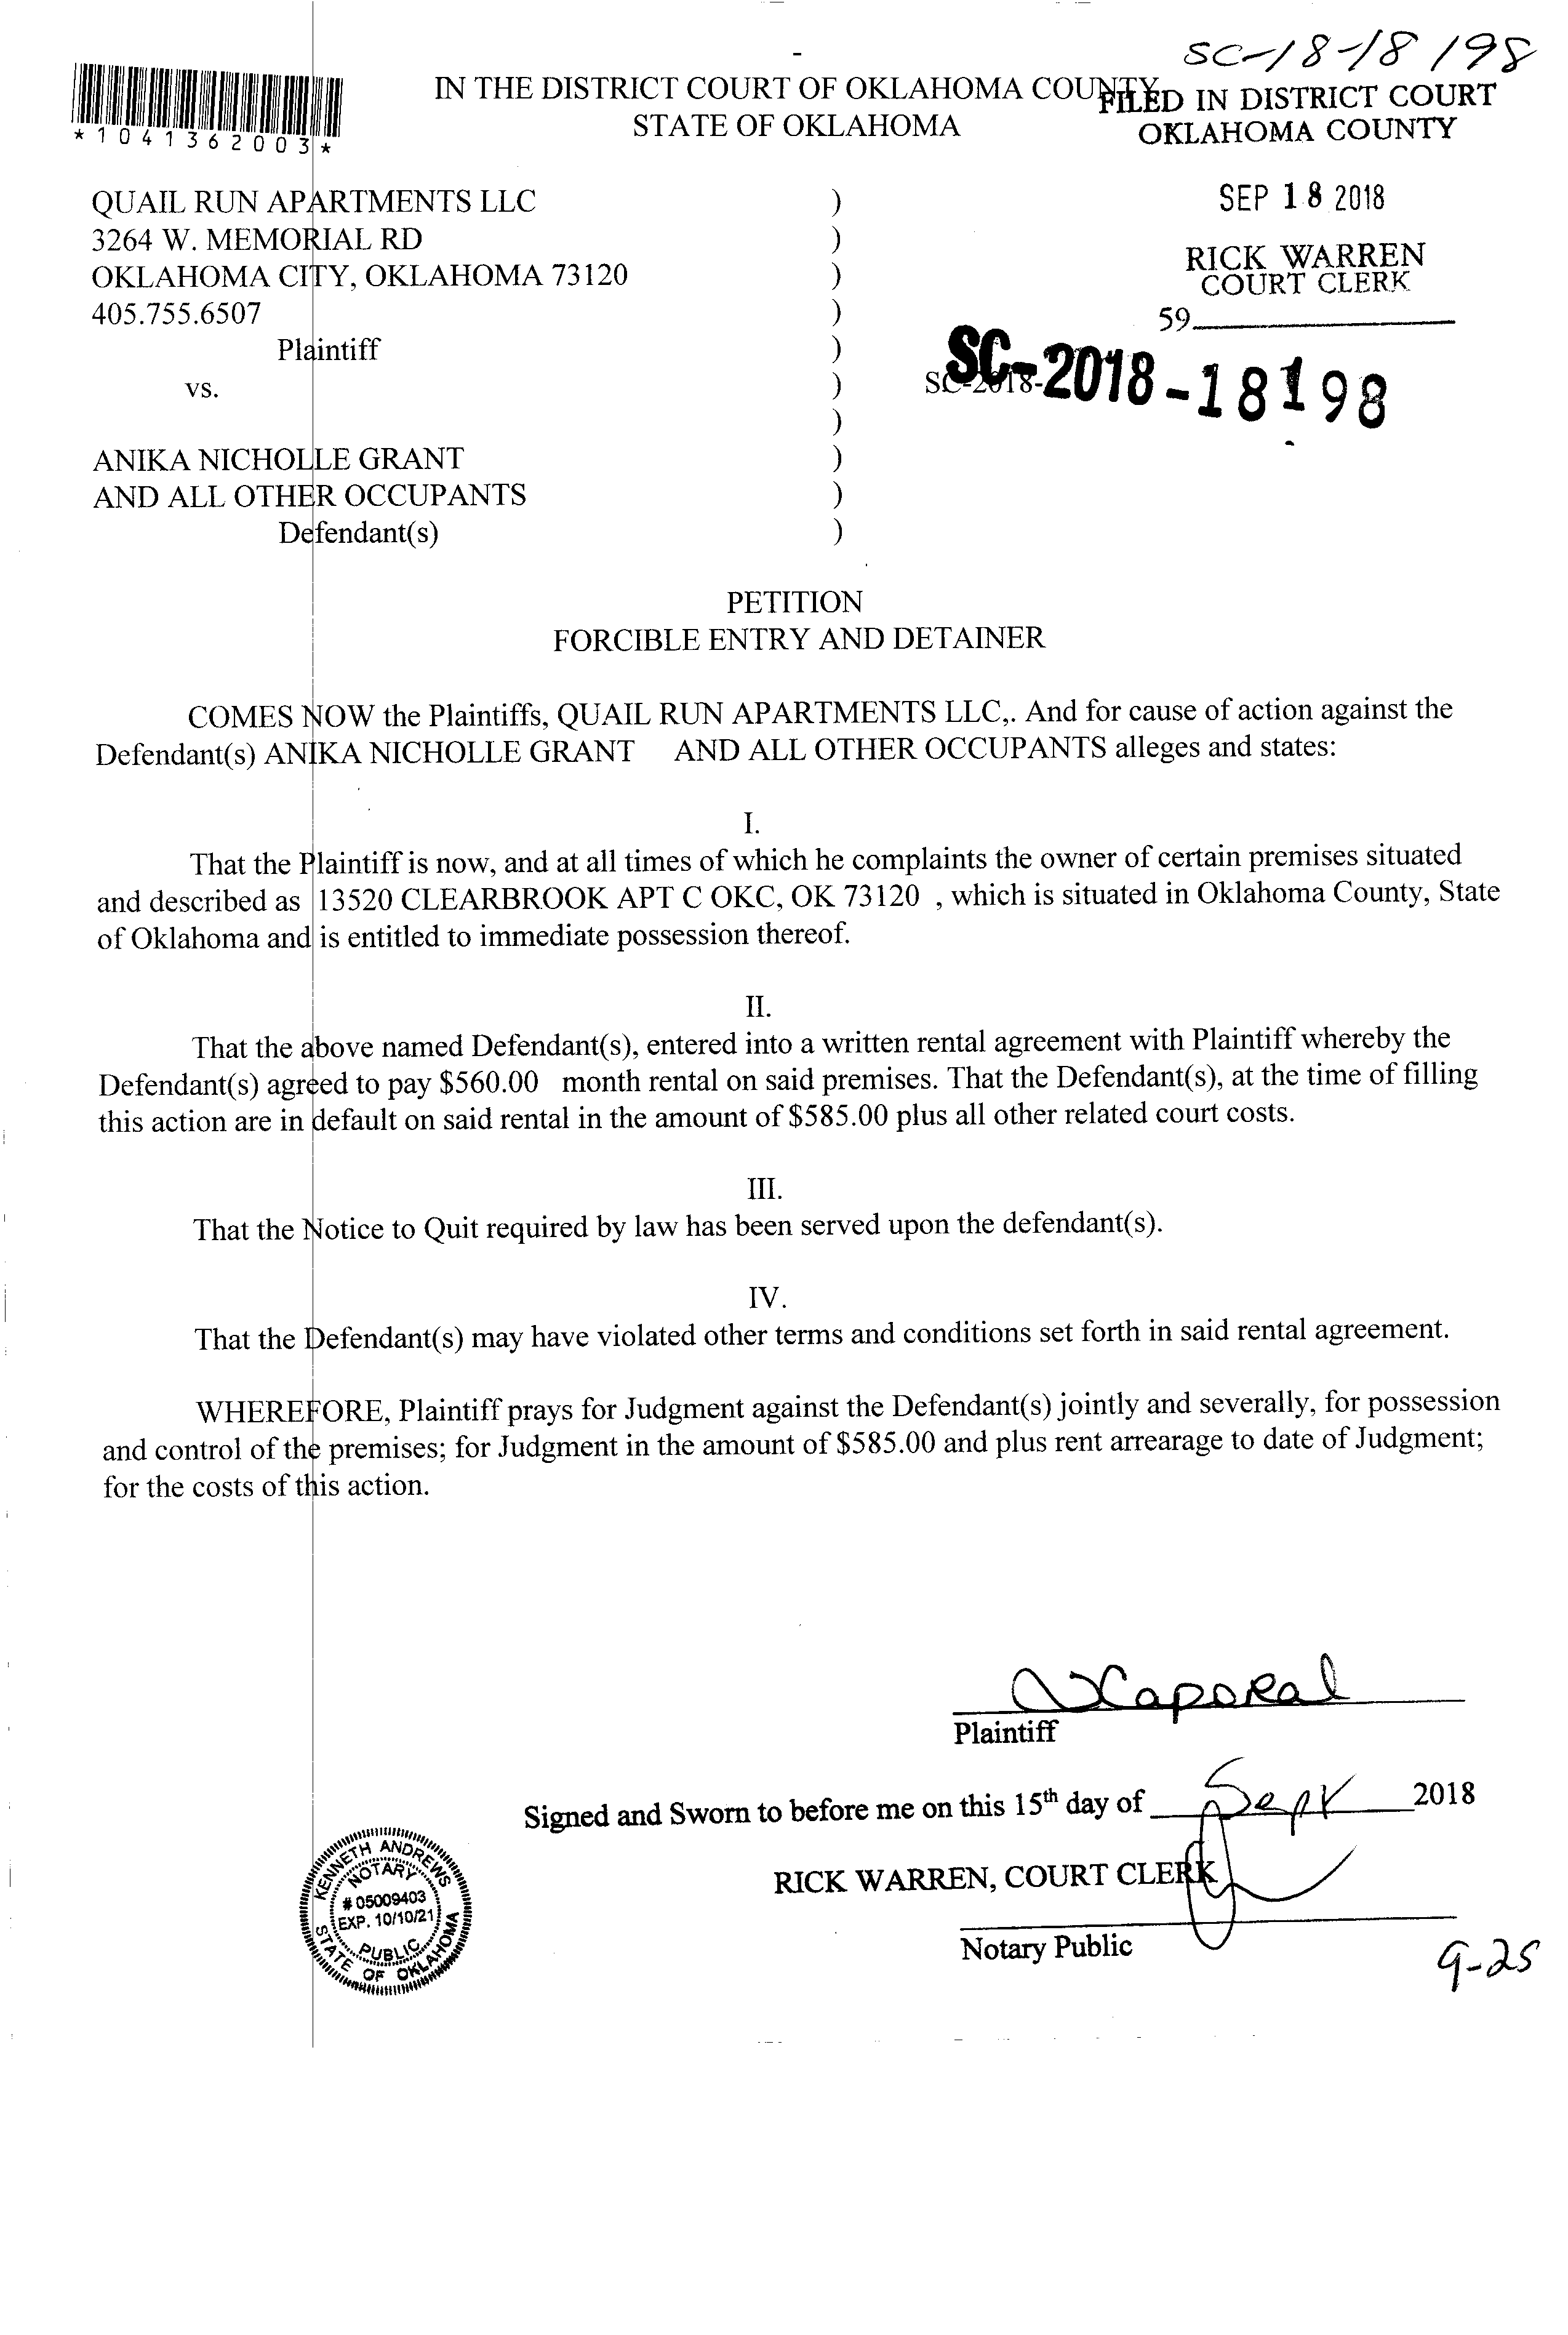 SC-18-18198
IN THE DISTRICT COURT OF OKLAHOMA COUNTY
STATE OF OKLAHOMA
FILED IN DISTRICT COURT
OKLAHOMA COUNTY
*1041362003*
SEP 18 2018
RICK WARREN
COURT CLERK
59
QUAIL RUN APARTMENTS LLC )
3264 W. MEMORIAL RD )
OKLAHOMA CITY, OKLAHOMA 73120 )
405.755.6507 )
Plaintiff )
vs. ) SC-2018-
SC-2018-18198
)
ANIKA NICHOLLE GRANT )
AND ALL OTHER OCCUPANTS )
Defendant(s) )
PETITION
FORCIBLE ENTRY AND DETAINER
COMES NOW the Plaintiffs, QUAIL RUN APARTMENTS LLC,. And for cause of action against the
Defendant(s) ANIKA NICHOLLE GRANT AND ALL OTHER OCCUPANTS alleges and states:
I.
That the Plaintiff is now, and at all times of which he complaints the owner of certain premises situated
and described as 13520 CLEARBROOK APT C OKC, OK 73120 , which is situated in Oklahoma County, State
of Oklahoma and is entitled to immediate possession thereof.
II.
That the above named Defendant(s), entered into a written rental agreement with Plaintiff whereby the
Defendant(s) agreed to pay $560.00 month rental on said premises. That the Defendant(s), at the time of filling
this action are in default on said rental in the amount of $585.00 plus all other related court costs.
III.
That the Notice to Quit required by law has been served upon the defendant(s).
IV.
That the Defendant(s) may have violated other terms and conditions set forth in said rental agreement.
WHEREFORE, Plaintiff prays for Judgment against the Defendant(s) jointly and severally, for possession
and control of the premises; for Judgment in the amount of $585.00 and plus rent arrearage to date of Judgment;
for the costs of this action.
Plaintiff
Signed and Sworn to before me on this 15th day of Sept 2018
RICK WARREN, COURT CLERK
Notary Public
9-25
KENNETH ANDREWS
NOTARY
# 05009403
EXP. 10/10/21
PUBLIC
STATE OF OKLAHOMA